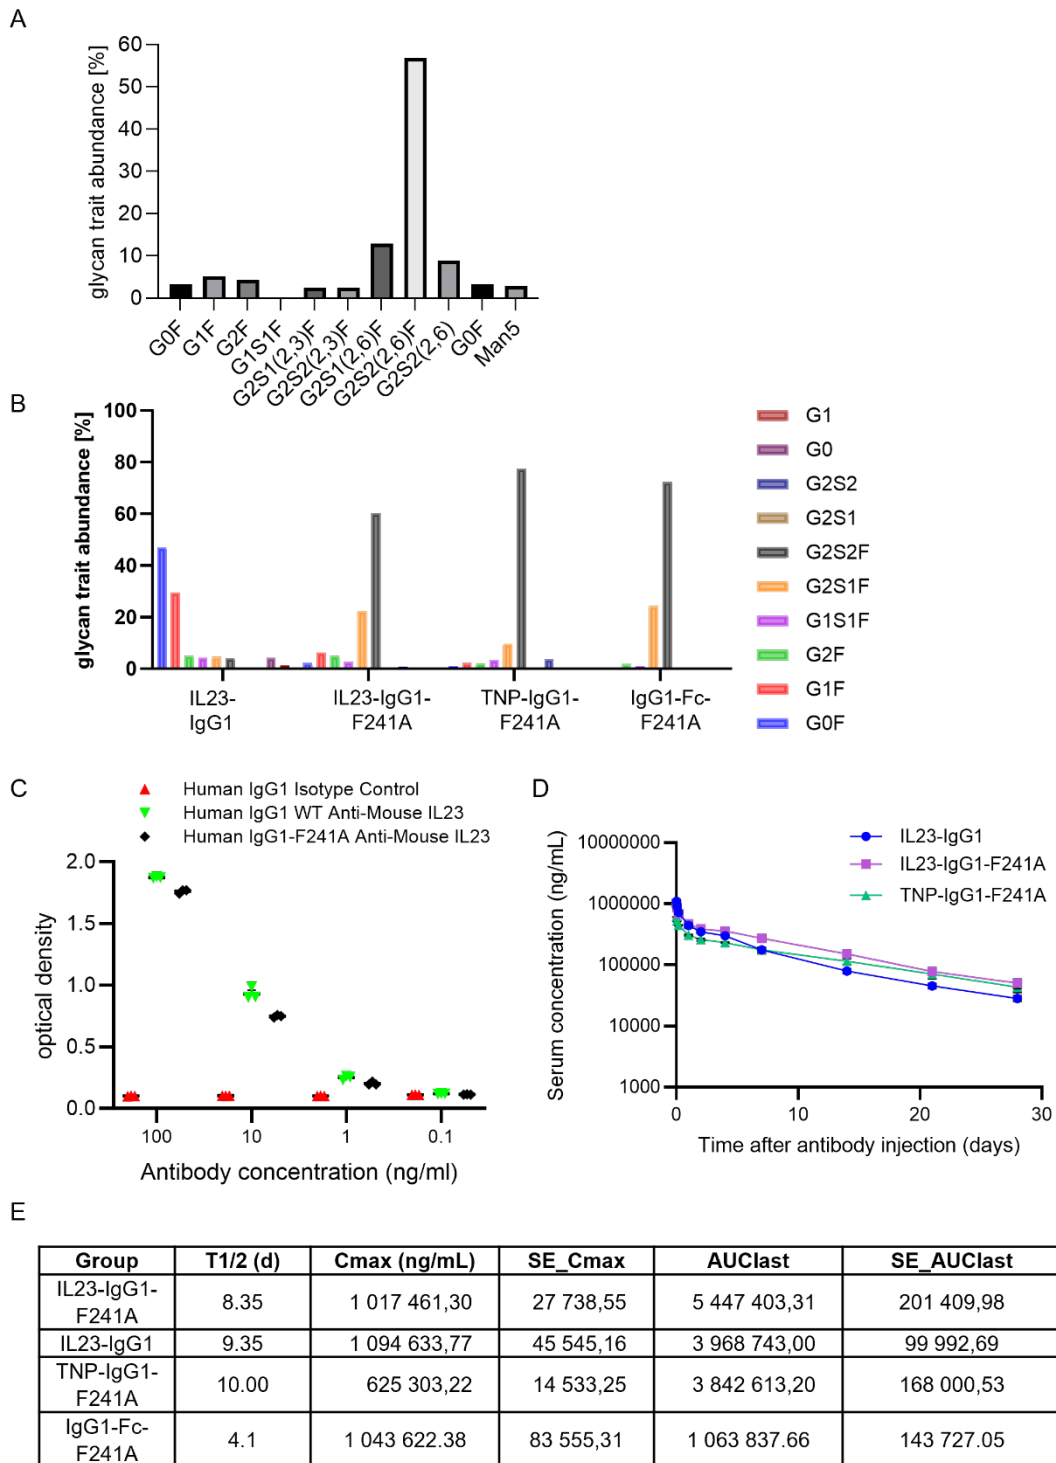 A
glycan trait abundance [%]
60
50
40
30
20
10
0
G0F
G1F
G2F
G1S1F
G2S1(2,3)F
G2S2(2,3)F
G2S1(2,6)F
G2S2(2,6)F
G2S2(2,6)
G0F
Man5
B
glycan trait abundance [%]
100
80
60
40
20
0
IL23-
IgG1
IL23-IgG1-
F241A
TNP-IgG1-
F241A
IgG1-Fc-
F241A
G1
G0
G2S2
G2S1
G2S2F
G2S1F
G1S1F
G2F
G1F
G0F
C
Human IgG1 Isotype Control
Human IgG1 WT Anti-Mouse IL23
Human IgG1-F241A Anti-Mouse IL23
optical density
2.0
1.5
1.0
0.5
0.0
100 10 1 0.1
Antibody concentration (ng/ml)
D
IL23-IgG1
IL23-IgG1-F241A
TNP-IgG1-F241A
Serum concentration (ng/mL)
10000000
1000000
100000
10000
1000
0 10 20 30
Time after antibody injection (days)
E
Group T1/2 (d) Cmax (ng/mL) SE_Cmax AUClast SE_AUClast
IL23-IgG1-
F241A 8.35 1 017 461,30 27 738,55 5 447 403,31 201 409,98
IL23-IgG1 9.35 1 094 633,77 45 545,16 3 968 743,00 99 992,69
TNP-IgG1-
F241A 10.00 625 303,22 14 533,25 3 842 613,20 168 000,53
IgG1-Fc-
F241A 4.1 1 043 622.38 83 555,31 1 063 837.66 143 727.05